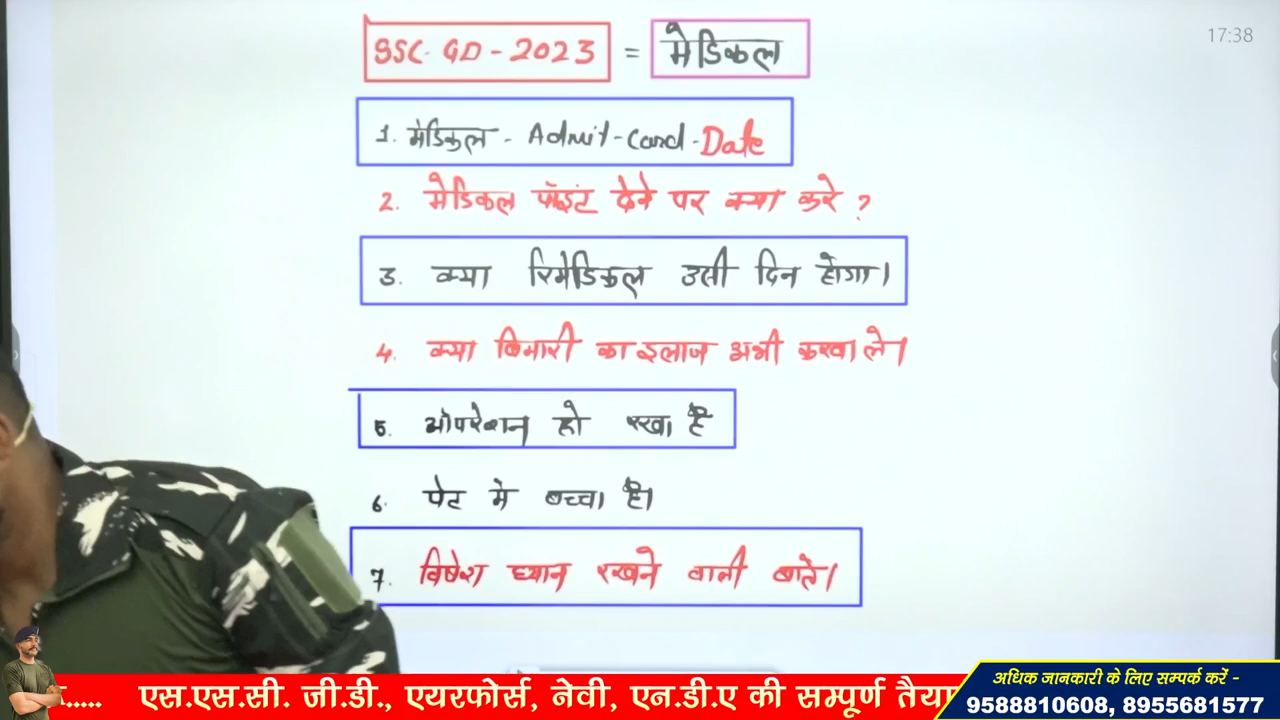 17:38
SSC GD - 2023 = मेडिकल
1. मेडिकल - Admit - Card - Date
2. मेडिकल पॉइंट देने पर क्या करे ?
3. क्या रिमेडिकल उसी दिन होगा।
4. क्या बिमारी का इलाज अभी करवा ले।
5. ऑपरेशन हो रखा है
6. पेट मे बच्चा है।
7. विषेश ध्यान रखने वाली बाते।
..... एस.एस.सी. जी.डी., एयरफोर्स, नेवी, एन.डी.ए की सम्पूर्ण तैया
अधिक जानकारी के लिए सम्पर्क करें -
9588810608, 8955681577